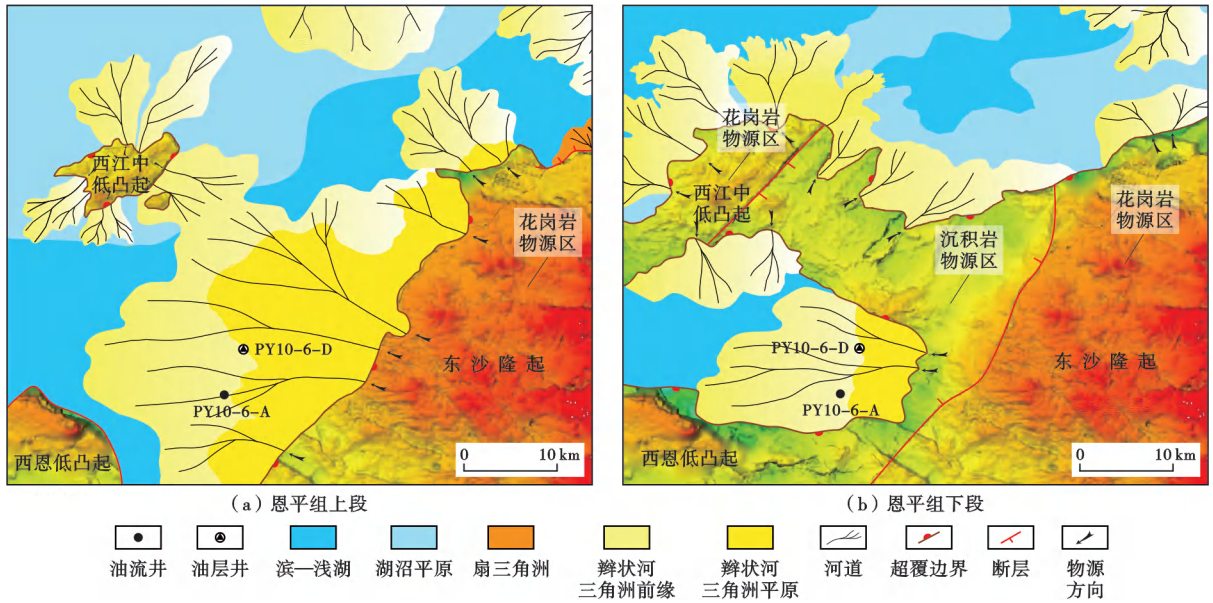 西江中
低凸起
花岗岩
物源区
PY10-6-D
东沙隆起
PY10-6-A
西恩低凸起
0 10 km
(a) 恩平组上段
花岗岩
物源区
西江中
低凸起
花岗岩
物源区
沉积岩
物源区
PY10-6-D
东沙隆起
PY10-6-A
西恩低凸起
0 10 km
(b) 恩平组下段
油流井
油层井
滨—浅湖
湖沼平原
扇三角洲
辫状河
三角洲前缘
辫状河
三角洲平原
河道
超覆边界
断层
物源
方向